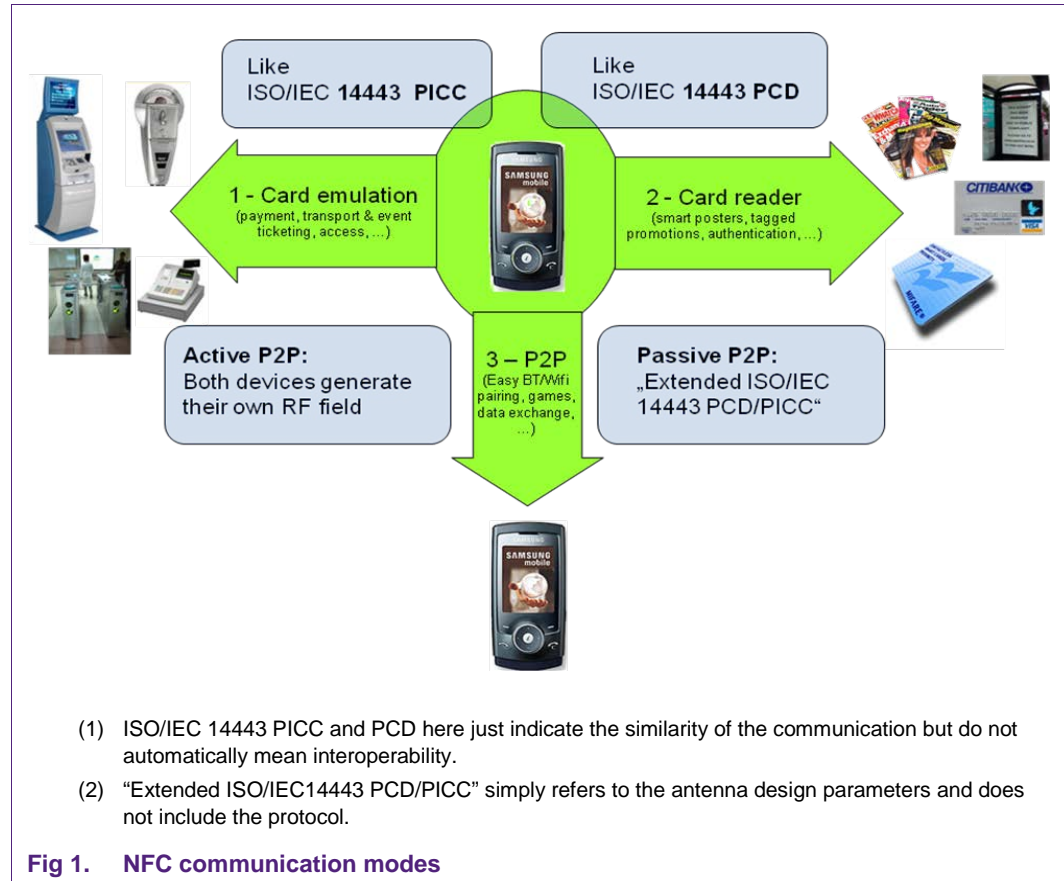 Like
ISO/IEC 14443 PICC
Like
ISO/IEC 14443 PCD
1 - Card emulation
(payment, transport & event
ticketing, access, ...)
SAMSUNG
mobile
2 - Card reader
(smart posters, tagged
promotions, authentication, ...)
CITIBANK
VISA
MIFARE®
Active P2P:
Both devices generate
their own RF field
3 – P2P
(Easy BT/Wifi
pairing, games,
data exchange,
...)
Passive P2P:
„Extended ISO/IEC
14443 PCD/PICC“
SAMSUNG
mobile
(1) ISO/IEC 14443 PICC and PCD here just indicate the similarity of the communication but do not
automatically mean interoperability.
(2) “Extended ISO/IEC14443 PCD/PICC” simply refers to the antenna design parameters and does
not include the protocol.
Fig 1. NFC communication modes